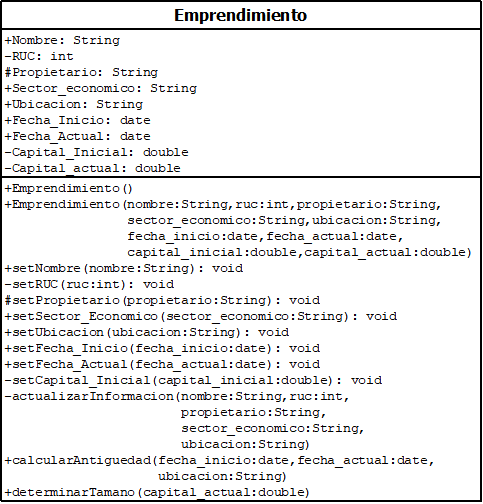 Emprendimiento
+Nombre: String
-RUC: int
#Propietario: String
+Sector_economico: String
+Ubicacion: String
+Fecha_Inicio: date
+Fecha_Actual: date
-Capital_Inicial: double
-Capital_actual: double
+Emprendimiento()
+Emprendimiento(nombre:String,ruc:int,propietario:String,
sector_economico:String,ubicacion:String,
fecha_inicio:date,fecha_actual:date,
capital_inicial:double,capital_actual:double)
+setNombre(nombre:String): void
-setRUC(ruc:int): void
#setPropietario(propietario:String): void
+setSector_Economico(sector_economico:String): void
+setUbicacion(ubicacion:String): void
+setFecha_Inicio(fecha_inicio:date): void
+setFecha_Actual(fecha_actual:date): void
-setCapital_Inicial(capital_inicial:double): void
-actualizarInformacion(nombre:String,ruc:int,
propietario:String,
sector_economico:String,
ubicacion:String)
+calcularAntiguedad(fecha_inicio:date,fecha_actual:date,
ubicacion:String)
+determinarTamano(capital_actual:double)